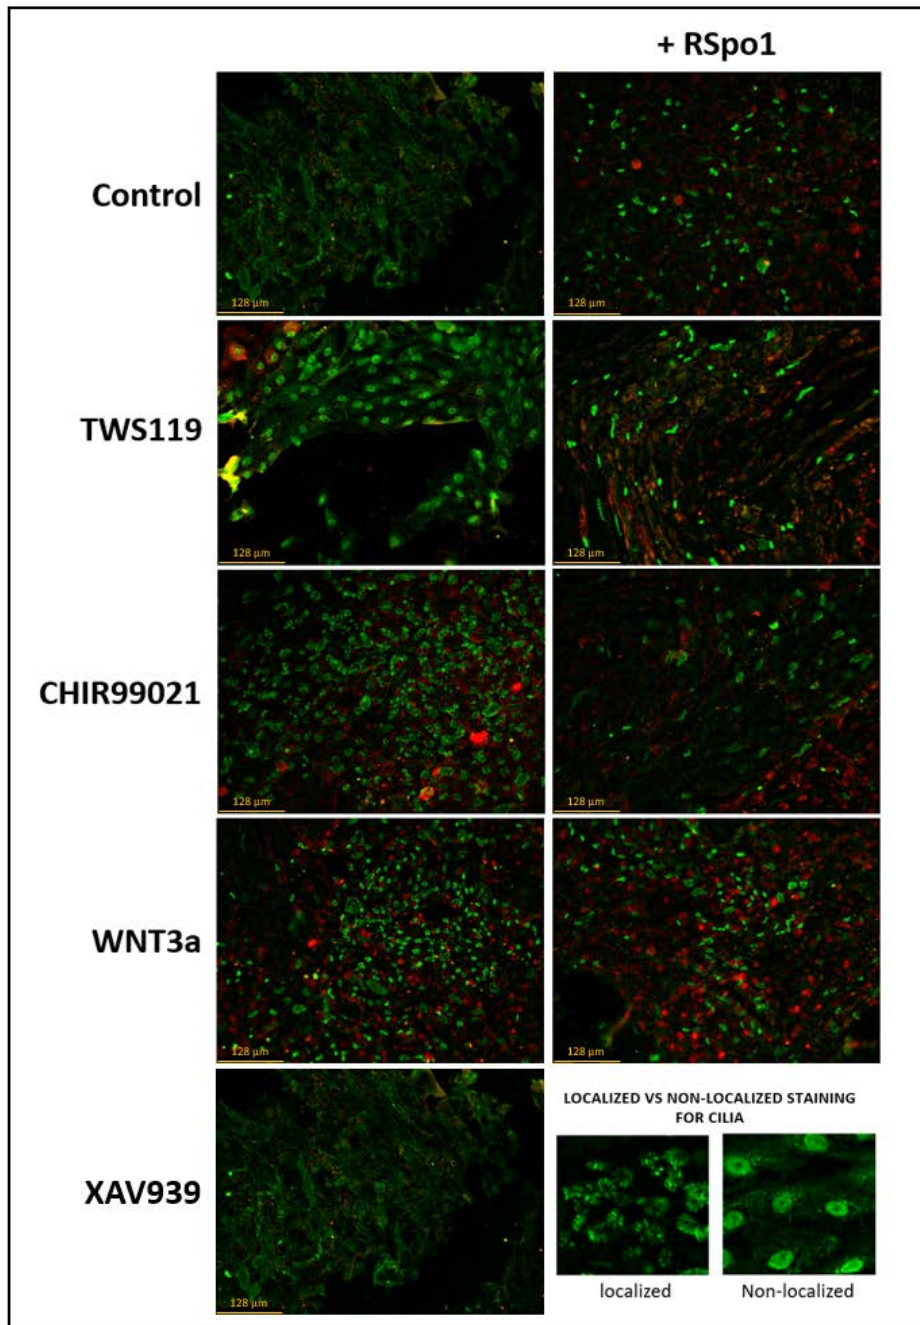 + RSpo1
Control
128 µm
128 µm
TWS119
128 µm
128 µm
CHIR99021
128 µm
128 µm
WNT3a
128 µm
128 µm
XAV939
128 µm
LOCALIZED VS NON-LOCALIZED STAINING
FOR CILIA
localized
Non-localized